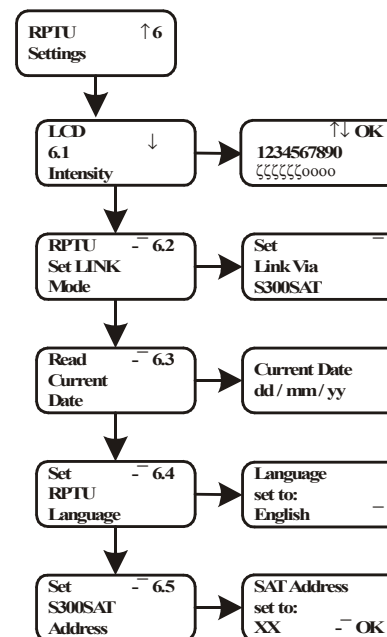 RPTU ↑ 6
Settings
LCD ↓
6.1
Intensity
↑↓ OK
1234567890
ζζζζζζoooo
RPTU -¯ 6.2
Set LINK
Mode
Set ¯
Link Via
S300SAT
Read -¯ 6.3
Current
Date
Current Date
dd / mm / yy
Set -¯ 6.4
RPTU
Language
Language
set to:
English ¯
Set -¯ 6.5
S300SAT
Address
SAT Address
set to:
XX -¯ OK